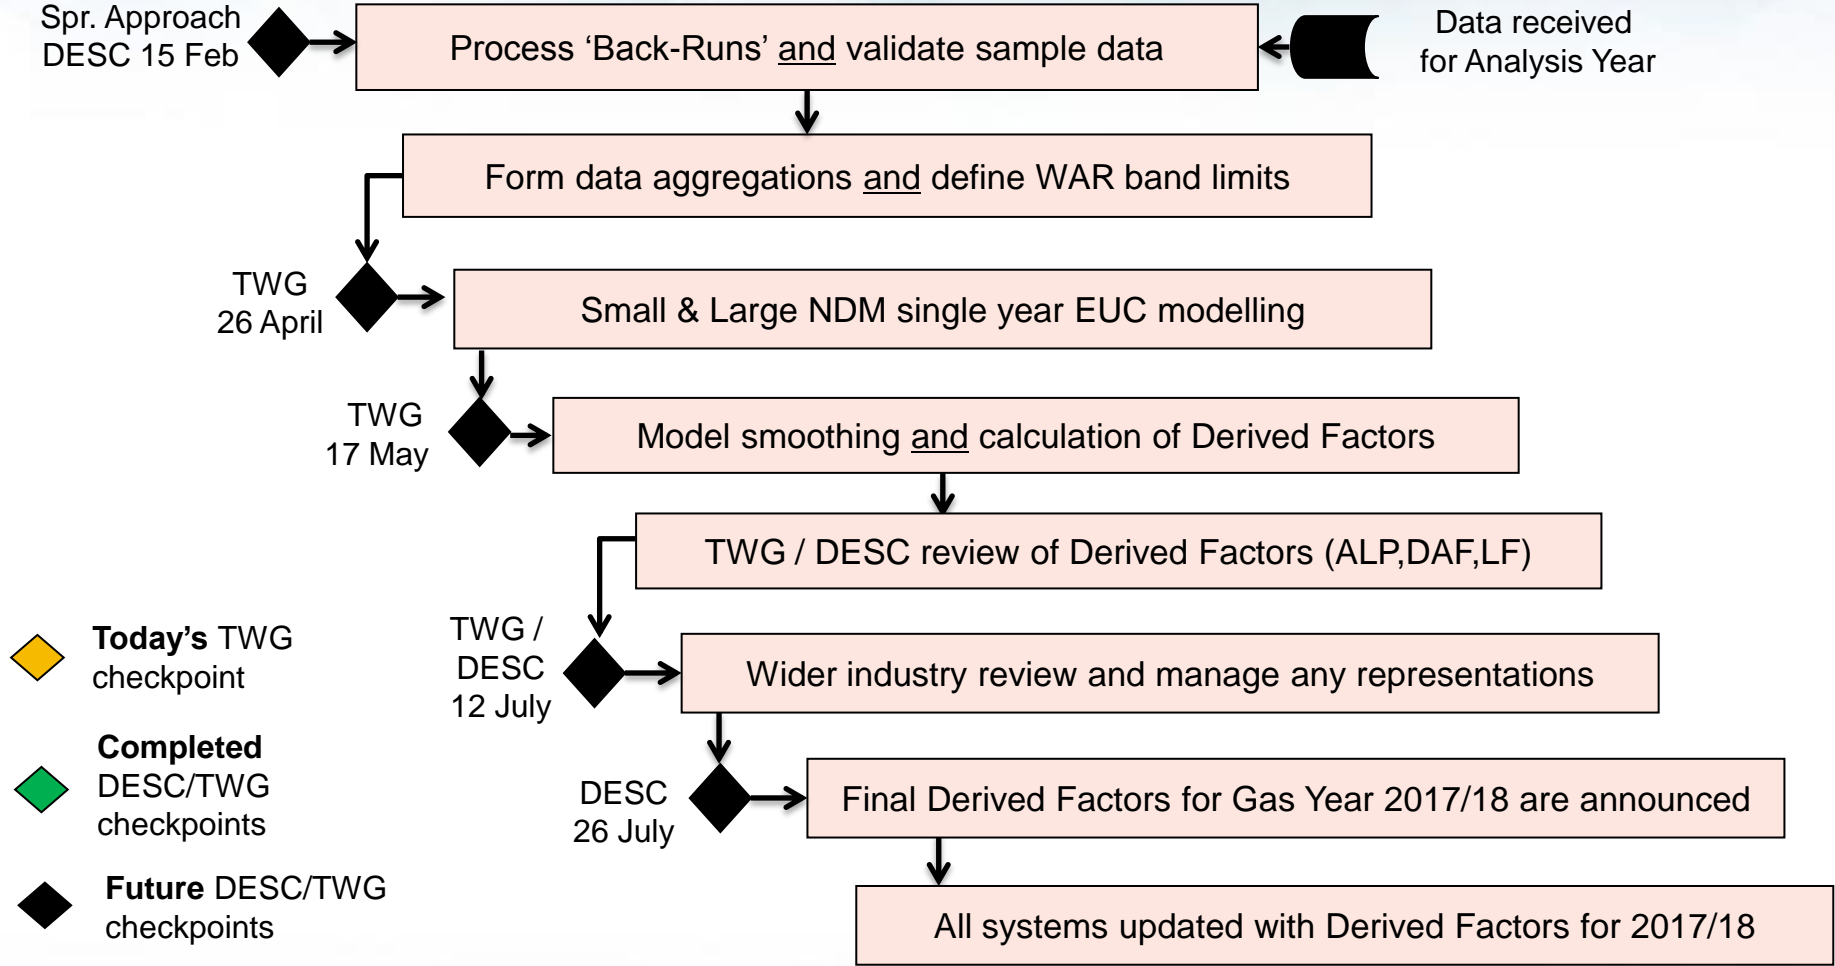 Spr. Approach
DESC 15 Feb
Process ‘Back-Runs’ and validate sample data
Data received
for Analysis Year
Form data aggregations and define WAR band limits
TWG
26 April
Small & Large NDM single year EUC modelling
TWG
17 May
Model smoothing and calculation of Derived Factors
TWG / DESC review of Derived Factors (ALP,DAF,LF)
TWG /
DESC
12 July
Wider industry review and manage any representations
DESC
26 July
Final Derived Factors for Gas Year 2017/18 are announced
All systems updated with Derived Factors for 2017/18
Today’s TWG
checkpoint
Completed
DESC/TWG
checkpoints
Future DESC/TWG
checkpoints